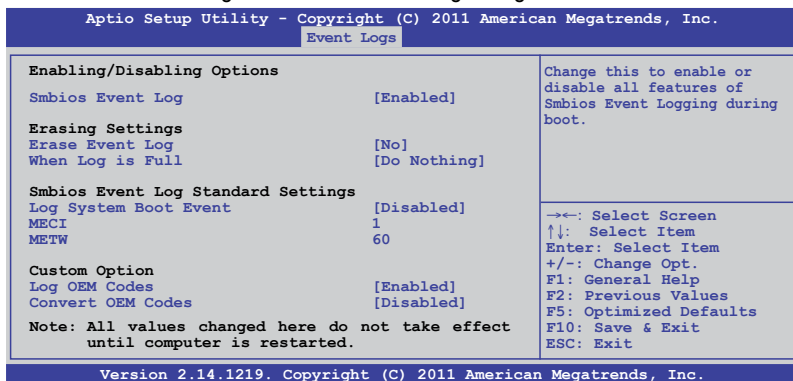 Aptio Setup Utility - Copyright (C) 2011 American Megatrends, Inc.
Event Logs
Enabling/Disabling Options
Smbios Event Log [Enabled]
Erasing Settings
Erase Event Log [No]
When Log is Full [Do Nothing]
Smbios Event Log Standard Settings
Log System Boot Event [Disabled]
MECI 1
METW 60
Custom Option
Log OEM Codes [Enabled]
Convert OEM Codes [Disabled]
Note: All values changed here do not take effect
until computer is restarted.
Change this to enable or
disable all features of
Smbios Event Logging during
boot.
→←: Select Screen
↑↓: Select Item
Enter: Select Item
+/-: Change Opt.
F1: General Help
F2: Previous Values
F5: Optimized Defaults
F10: Save & Exit
ESC: Exit
Version 2.14.1219. Copyright (C) 2011 American Megatrends, Inc.